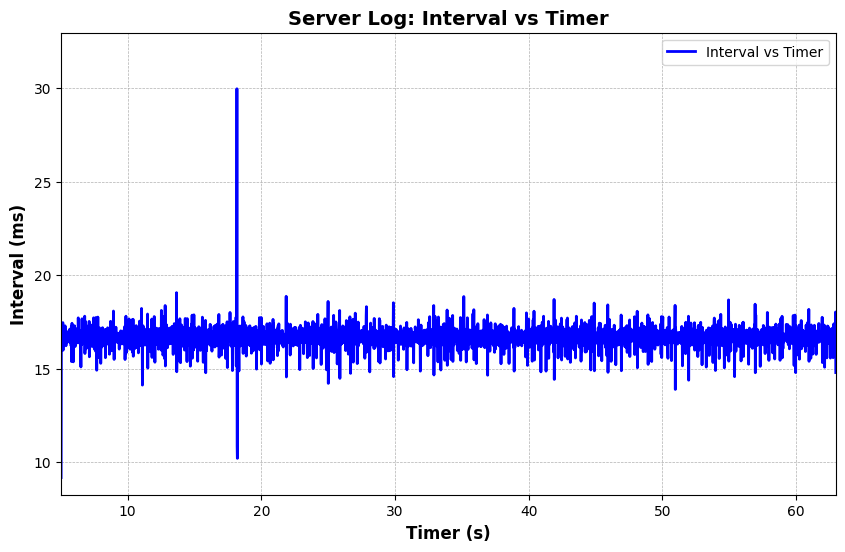 Server Log: Interval vs Timer
Interval vs Timer
30
25
20
15
10
Interval (ms)
10 20 30 40 50 60
Timer (s)